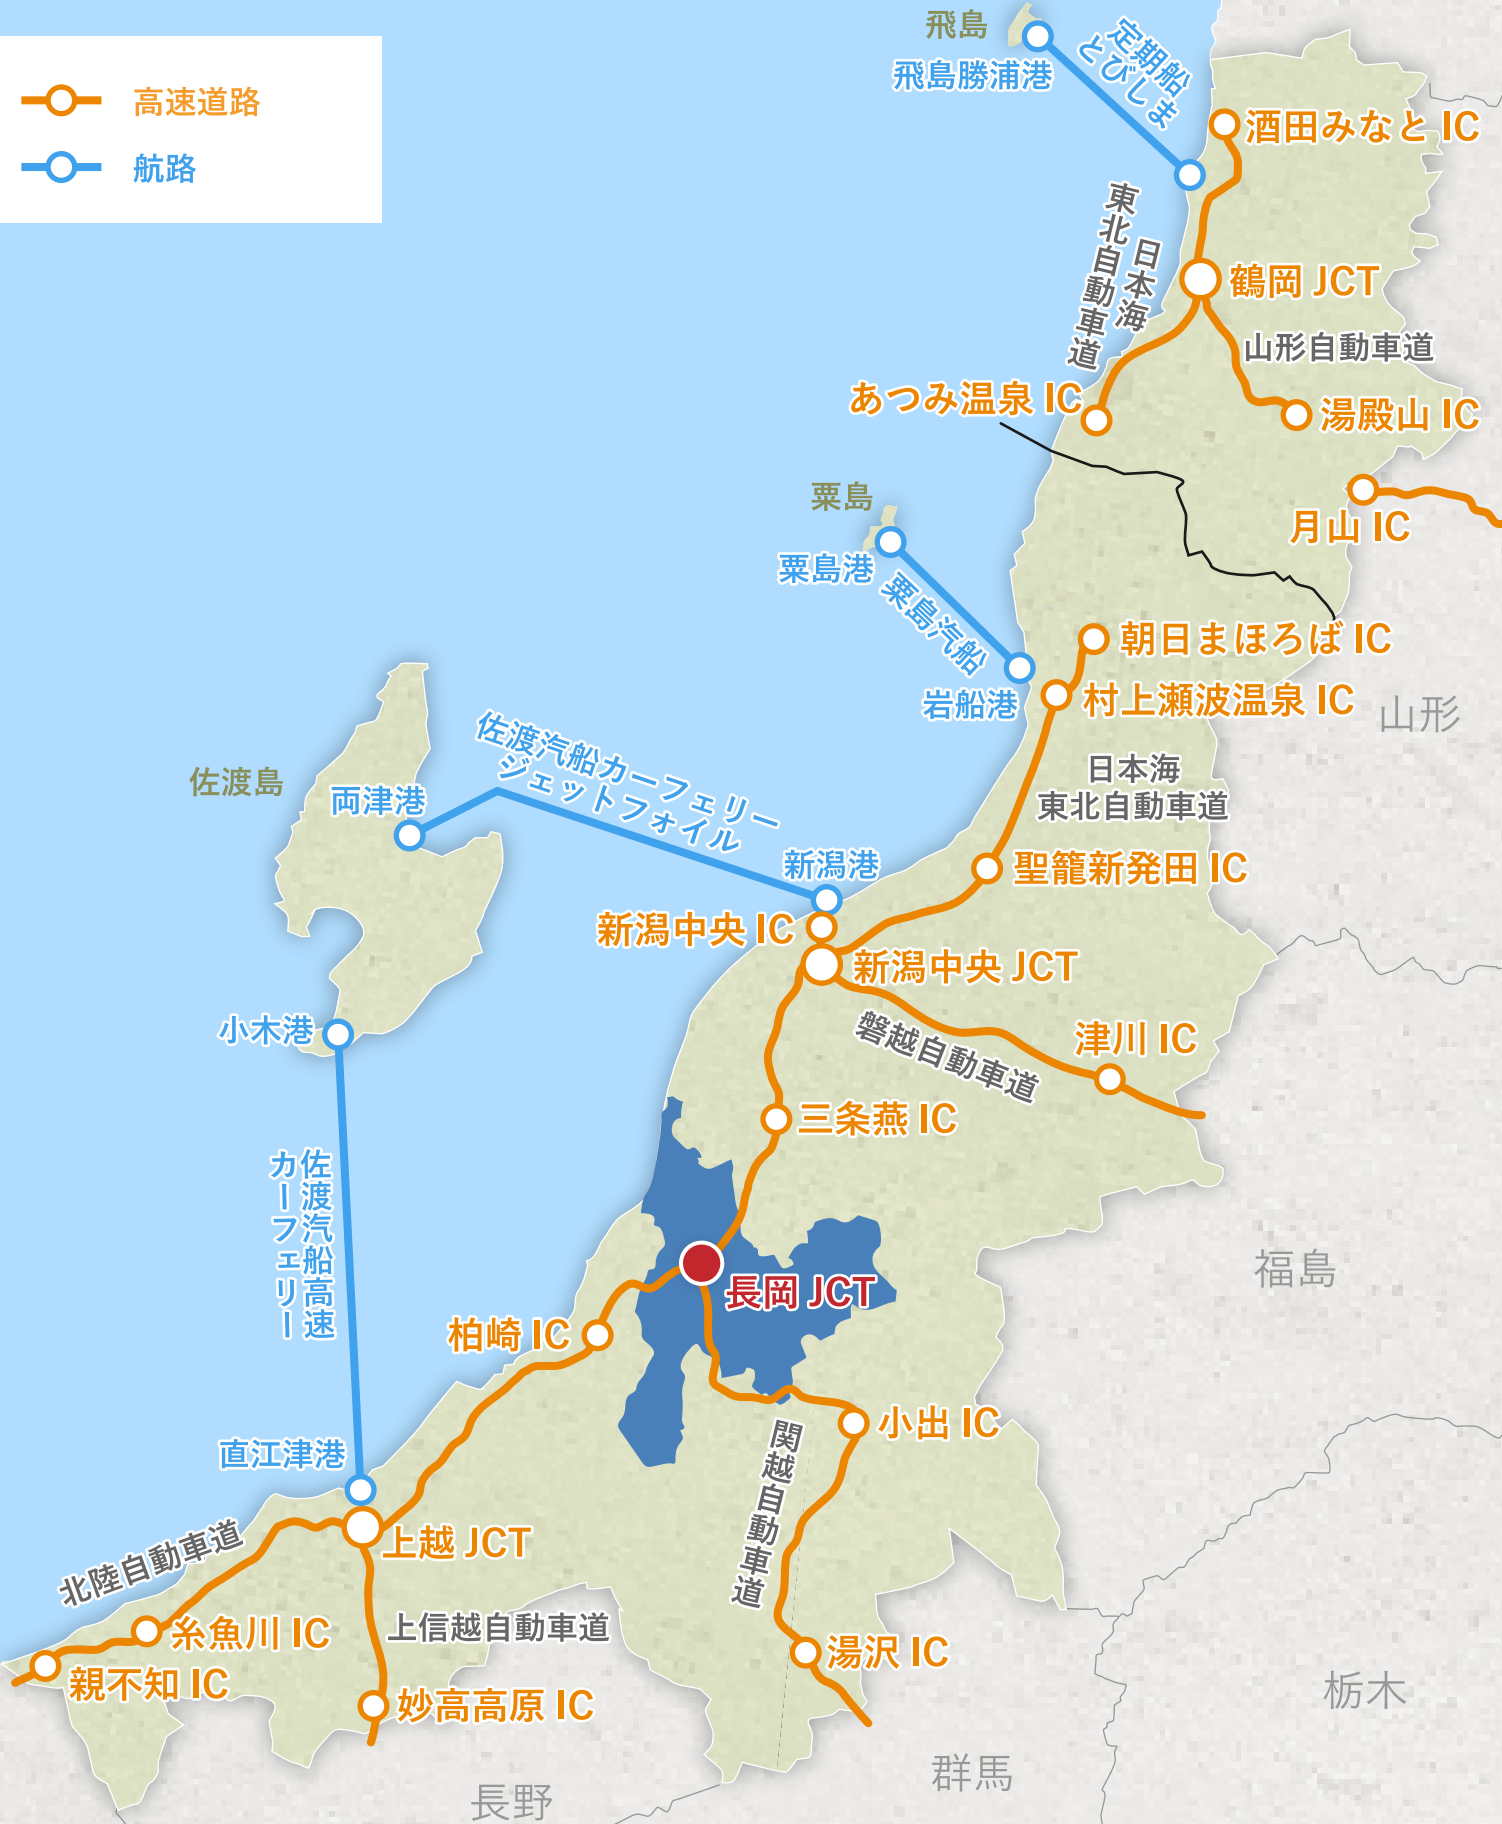 高速道路
航路
飛島
飛島勝浦港
定期船
とびしま
酒田みなと IC
日本海
東北自動車道
鶴岡 JCT
山形自動車道
あつみ温泉 IC
湯殿山 IC
月山 IC
粟島
粟島港
粟島汽船
岩船港
朝日まほろば IC
村上瀬波温泉 IC
山形
日本海
東北自動車道
佐渡島
両津港
佐渡汽船カーフェリー
ジェットフォイル
新潟港
聖籠新発田 IC
新潟中央 IC
新潟中央 JCT
小木港
磐越自動車道
津川 IC
三条燕 IC
佐渡汽船高速
カーフェリー
福島
長岡 JCT
柏崎 IC
小出 IC
関越自動車道
直江津港
上越 JCT
北陸自動車道
糸魚川 IC
上信越自動車道
親不知 IC
湯沢 IC
妙高高原 IC
栃木
群馬
長野